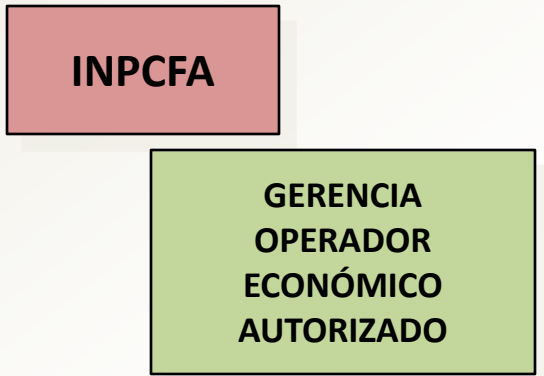 INPCFA
GERENCIA
OPERADOR
ECONÓMICO
AUTORIZADO